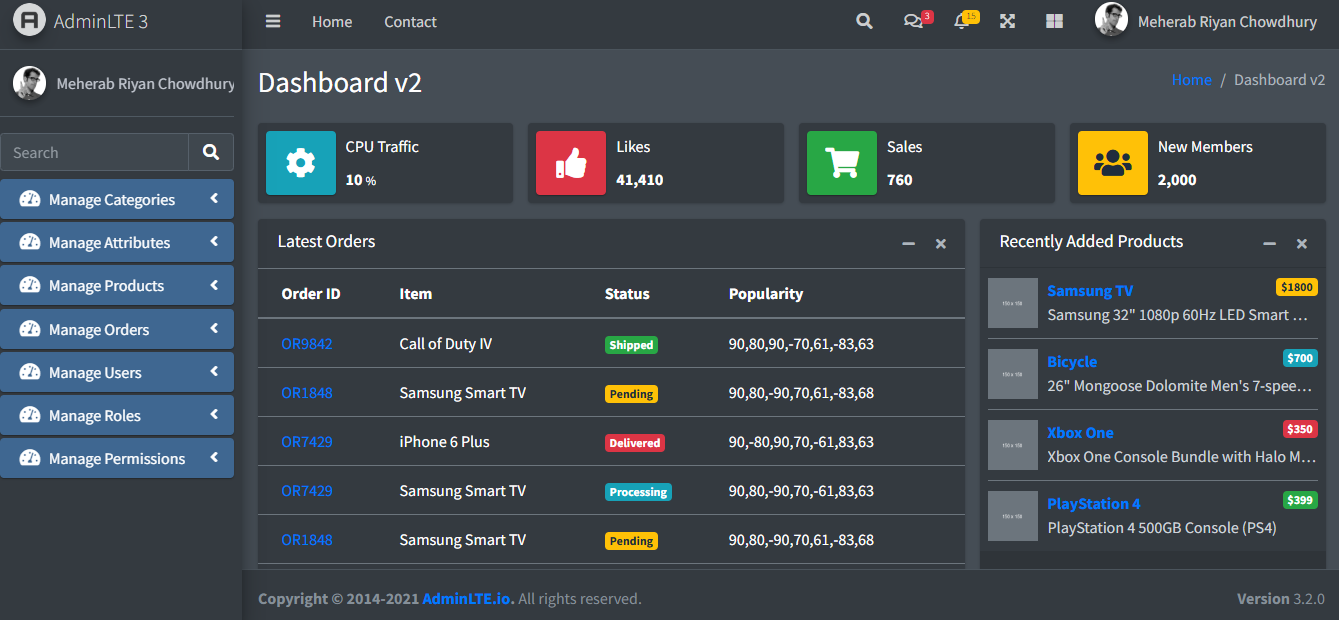 AdminLTE 3
Home
Contact
3
15
Meherab Riyan Chowdhury
Meherab Riyan Chowdhury
Search
Manage Categories
Manage Attributes
Manage Products
Manage Orders
Manage Users
Manage Roles
Manage Permissions
Dashboard v2
Home / Dashboard v2
CPU Traffic
10 %
Likes
41,410
Sales
760
New Members
2,000
Latest Orders
Order ID Item Status Popularity
OR9842 Call of Duty IV Shipped 90,80,90,-70,61,-83,63
OR1848 Samsung Smart TV Pending 90,80,-90,70,61,-83,68
OR7429 iPhone 6 Plus Delivered 90,-80,90,70,-61,83,63
OR7429 Samsung Smart TV Processing 90,80,-90,70,-61,83,63
OR1848 Samsung Smart TV Pending 90,80,-90,70,61,-83,68
Recently Added Products
Samsung TV $1800
Samsung 32" 1080p 60Hz LED Smart ...
Bicycle $700
26" Mongoose Dolomite Men's 7-spee...
Xbox One $350
Xbox One Console Bundle with Halo M...
PlayStation 4 $399
PlayStation 4 500GB Console (PS4)
Copyright © 2014-2021 AdminLTE.io. All rights reserved.
Version 3.2.0